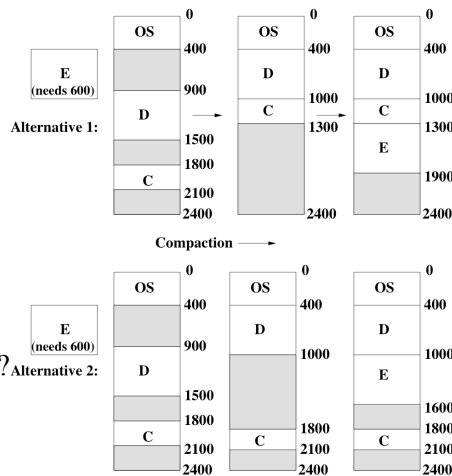 0
OS
400
E
(needs 600)
900
D
Alternative 1:
1500
1800
C
2100
2400
0
OS
400
D
1000
C
1300
2400
0
OS
400
D
1000
C
1300
E
1900
2400
Compaction
0
OS
400
E
(needs 600)
900
? Alternative 2:
D
1500
1800
C
2100
2400
0
OS
400
D
1000
1800
C
2100
2400
0
OS
400
D
1000
E
1600
1800
C
2100
2400